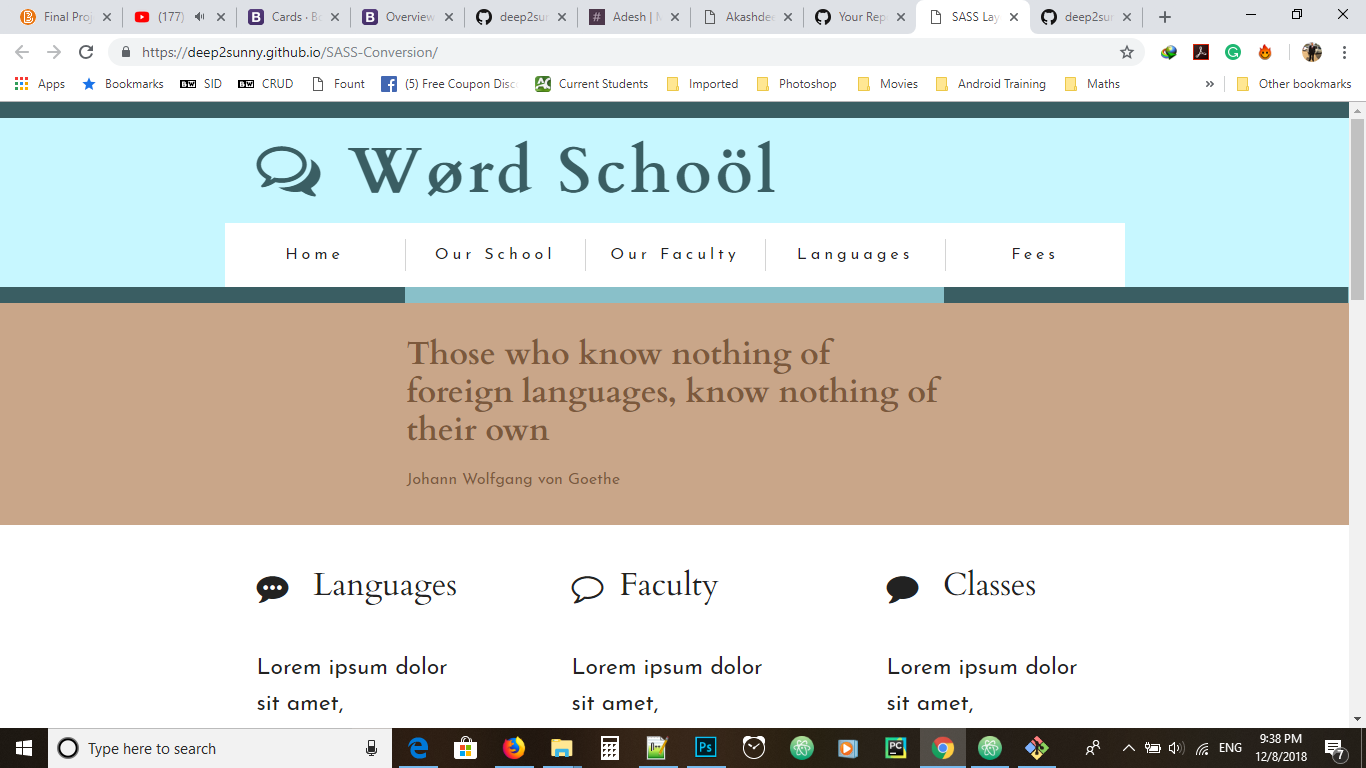 Final Proj
(177)
Cards · Bo
Overview
deep2sun
Adesh | M
Akashdee
Your Rep
SASS Lay
deep2sun
https://deep2sunny.github.io/SASS-Conversion/
Apps
Bookmarks
SID
CRUD
Fount
(5) Free Coupon Disc
Current Students
Imported
Photoshop
Movies
Android Training
Maths
»
Other bookmarks
Wørd Schoöl
Home
Our School
Our Faculty
Languages
Fees
Those who know nothing of
foreign languages, know nothing of
their own
Johann Wolfgang von Goethe
Languages
Faculty
Classes
Lorem ipsum dolor
sit amet,
Lorem ipsum dolor
sit amet,
Lorem ipsum dolor
sit amet,
Type here to search
Ps
PC
ENG
9:38 PM
12/8/2018
7